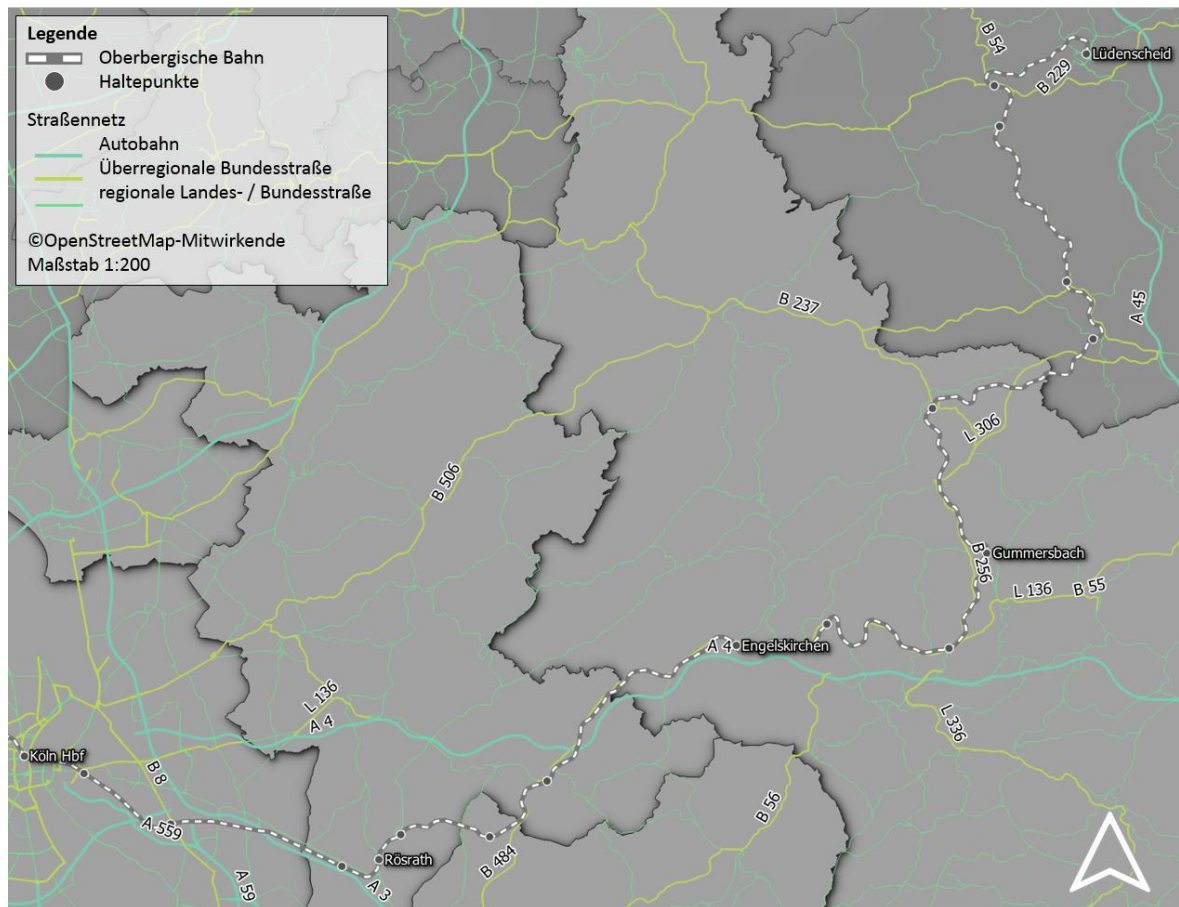 Legende
Oberbergische Bahn
Haltepunkte
Straßennetz
Autobahn
Überregionale Bundesstraße
regionale Landes- / Bundesstraße
©OpenStreetMap-Mitwirkende
Maßstab 1:200
B 54
Lüdenscheid
B 229
A 45
B 237
L 306
B 506
B 256
Gummersbach
L 136
B 55
A 4
Engelskirchen
L 136
A 4
L 336
Köln Hbf
B 8
B 56
A 559
Rösrath
B 484
A 59
A 3